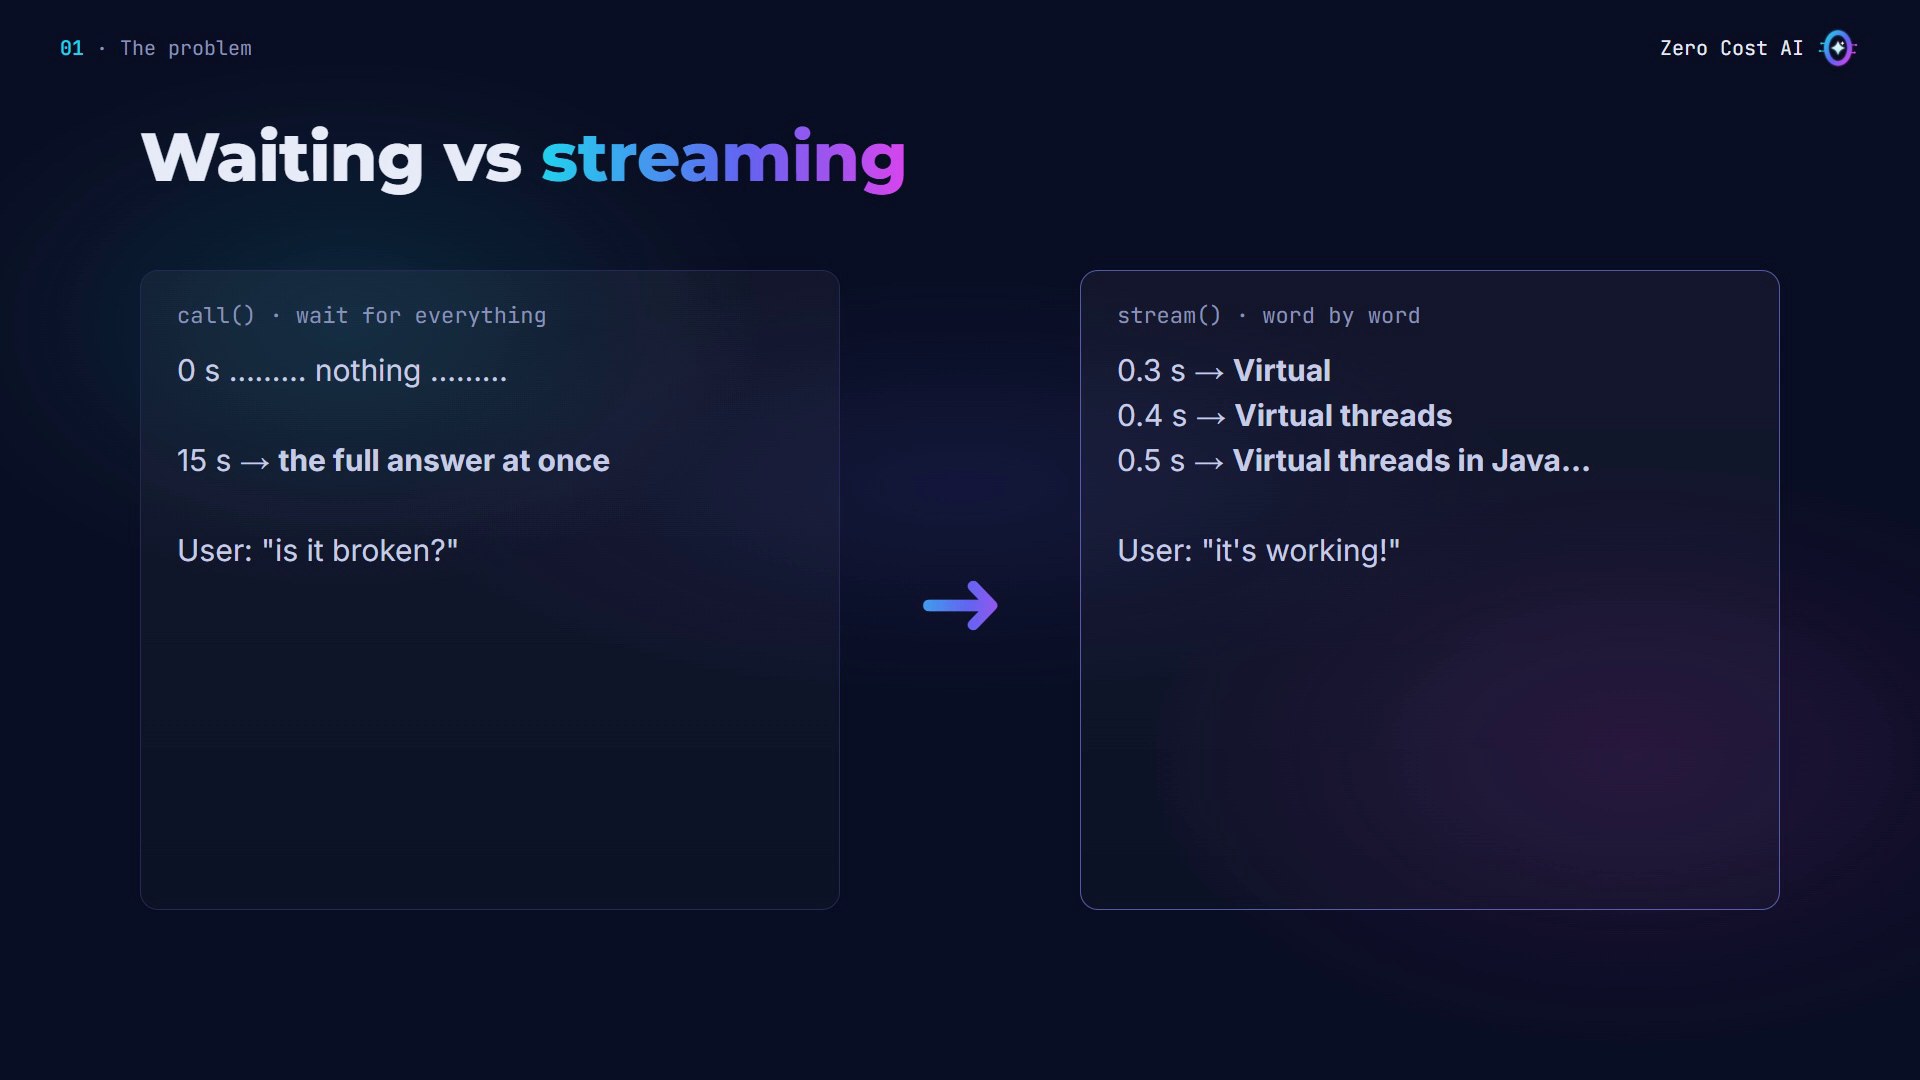 01 · The problem
Zero Cost AI
Waiting vs streaming
call() · wait for everything
0 s ......... nothing .........
15 s → the full answer at once
User: "is it broken?"
→
stream() · word by word
0.3 s → Virtual
0.4 s → Virtual threads
0.5 s → Virtual threads in Java...
User: "it's working!"